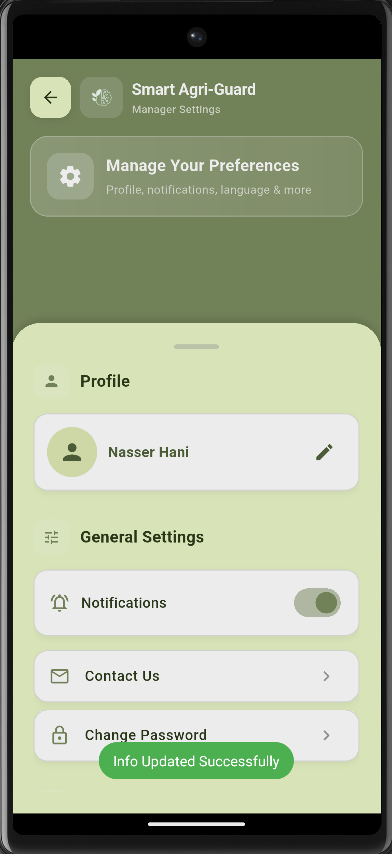 Smart Agri-Guard
Manager Settings
Manage Your Preferences
Profile, notifications, language & more
Profile
Nasser Hani
General Settings
Notifications
Contact Us
Change Password
Info Updated Successfully